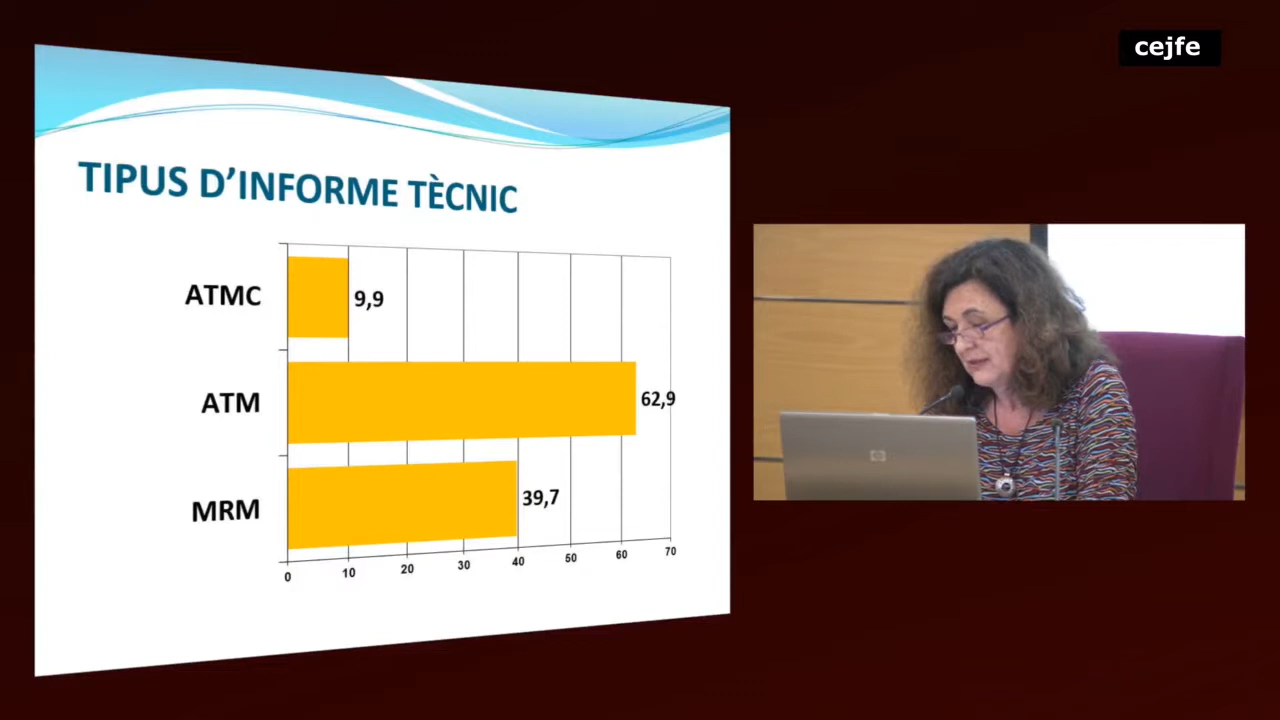 cejfe
TIPUS D'INFORME TÈCNIC
ATMC
9,9
ATM
62,9
MRM
39,7
0 10 20 30 40 50 60 70